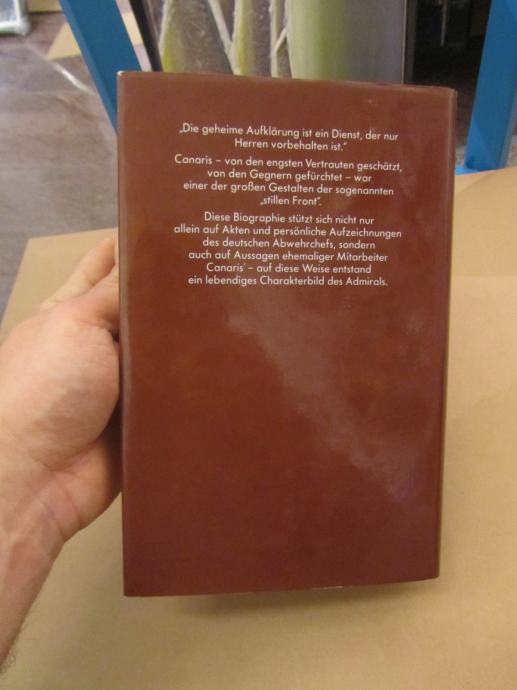 „Die geheime Aufklärung ist ein Dienst, der nur
Herren vorbehalten ist.“
Canaris – von den engsten Vertrauten geschätzt,
von den Gegnern gefürchtet – war
einer der großen Gestalten der sogenannten
„stillen Front“.
Diese Biographie stützt sich nicht nur
allein auf Akten und persönliche Aufzeichnungen
des deutschen Abwehrchefs, sondern
auch auf Aussagen ehemaliger Mitarbeiter
Canaris’ – auf diese Weise entstand
ein lebendiges Charakterbild des Admirals.